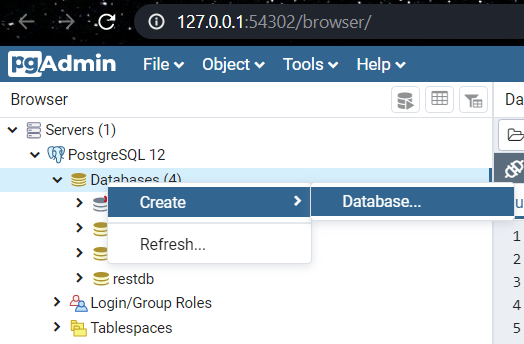 127.0.0.1:54302/browser/
pgAdmin File Object Tools Help
Browser
Da
Servers (1)
PostgreSQL 12
Databases (4)
Create
Database...
Refresh...
restdb
Login/Group Roles
Tablespaces
1
2
3
4
5